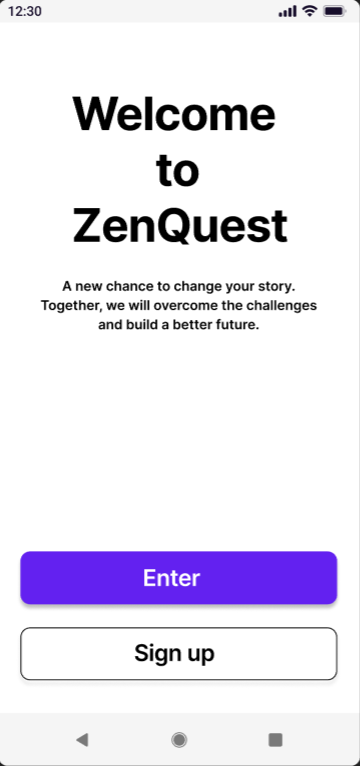 12:30
Welcome
to
ZenQuest
A new chance to change your story.
Together, we will overcome the challenges
and build a better future.
Enter
Sign up